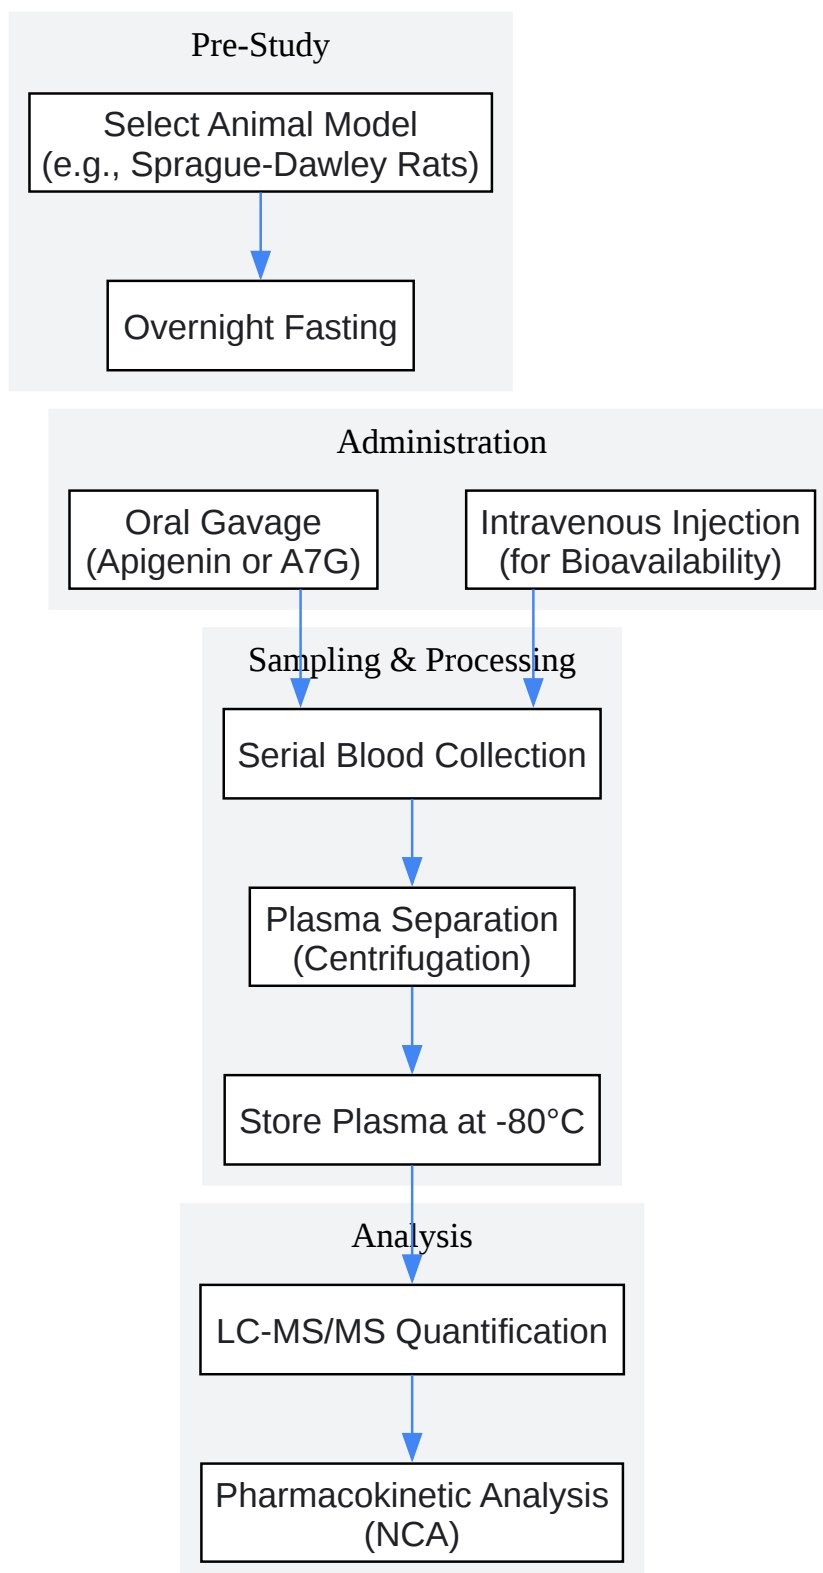 Pre-Study
Select Animal Model
(e.g., Sprague-Dawley Rats)
Overnight Fasting
Administration
Oral Gavage
(Apigenin or A7G)
Intravenous Injection
(for Bioavailability)
Sampling & Processing
Serial Blood Collection
Plasma Separation
(Centrifugation)
Store Plasma at -80°C
Analysis
LC-MS/MS Quantification
Pharmacokinetic Analysis
(NCA)